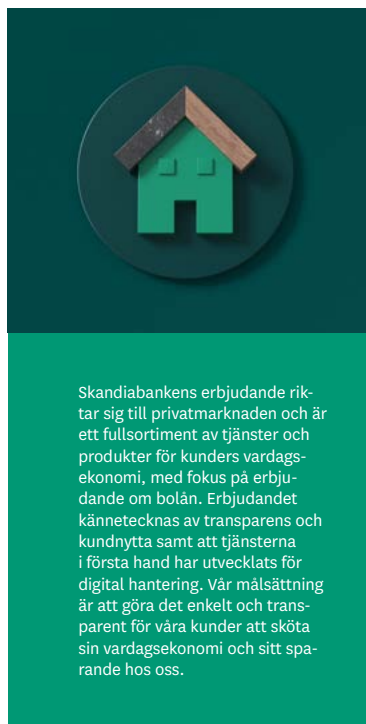 Skandiabankens erbjudande rik-
tar sig till privatmarknaden och är
ett fullsortiment av tjänster och
produkter för kunders vardags-
ekonomi, med fokus på erbju-
dande om bolån. Erbjudandet
kännetecknas av transparens och
kundnytta samt att tjänsterna
i första hand har utvecklats för
digital hantering. Vår målsättning
är att göra det enkelt och trans-
parent för våra kunder att sköta
sin vardagsekonomi och sitt spa-
rande hos oss.